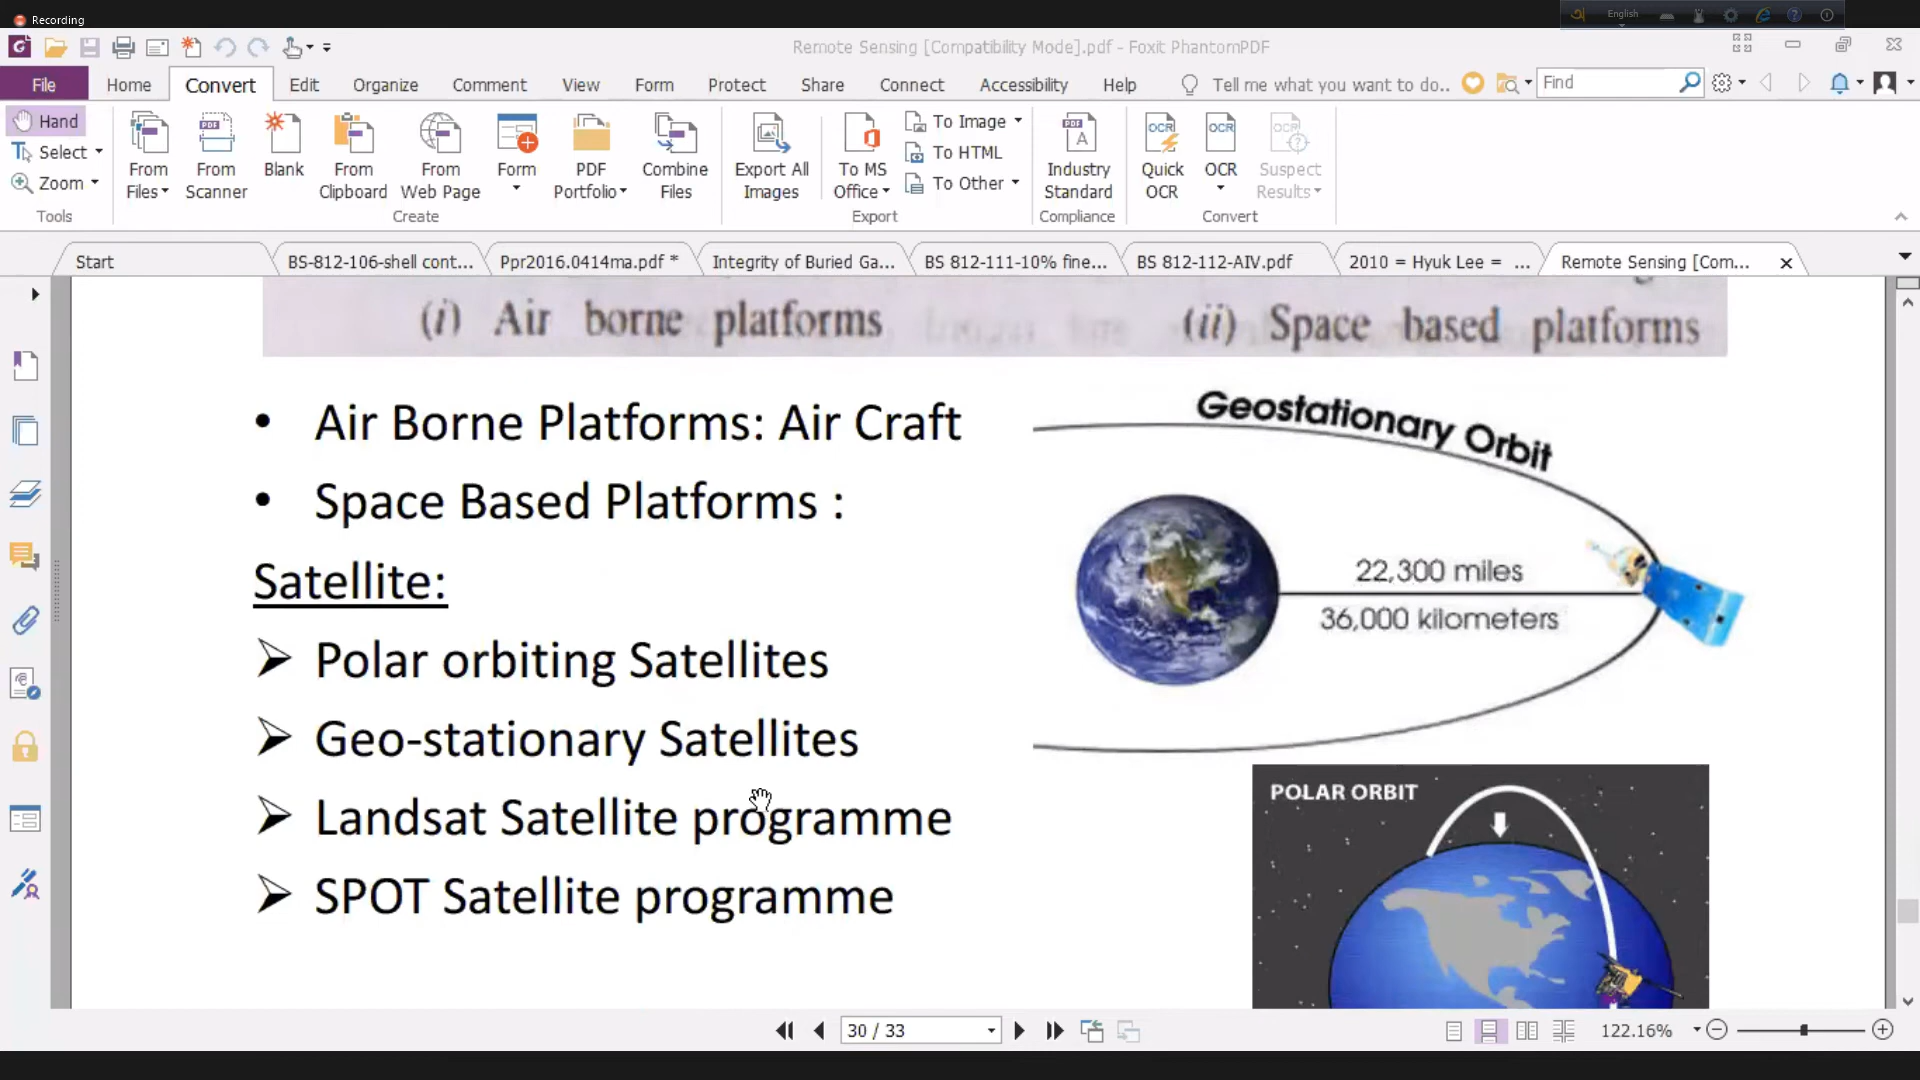 Recording
English
Remote Sensing [Compatibility Mode].pdf - Foxit PhantomPDF
File Home Convert Edit Organize Comment View Form Protect Share Connect Accessibility Help Tell me what you want to do.. Find
Hand
Select
Zoom
Tools
From Files
From Scanner
Blank
From Clipboard
From Web Page
Form
PDF Portfolio
Combine Files
Create
Export All Images
To MS Office
To Image
To HTML
To Other
Export
Industry Standard
Compliance
Quick OCR
OCR
Suspect Results
Convert
Start
BS-812-106-shell cont...
Ppr2016.0414ma.pdf *
Integrity of Buried Ga...
BS 812-111-10% fine...
BS 812-112-AIV.pdf
2010 = Hyuk Lee = ...
Remote Sensing [Com...
(i) Air borne platforms (ii) Space based platforms
• Air Borne Platforms: Air Craft
• Space Based Platforms :
Satellite:
➢ Polar orbiting Satellites
➢ Geo-stationary Satellites
➢ Landsat Satellite programme
➢ SPOT Satellite programme
Geostationary Orbit
22,300 miles
36,000 kilometers
POLAR ORBIT
30 / 33
122.16%